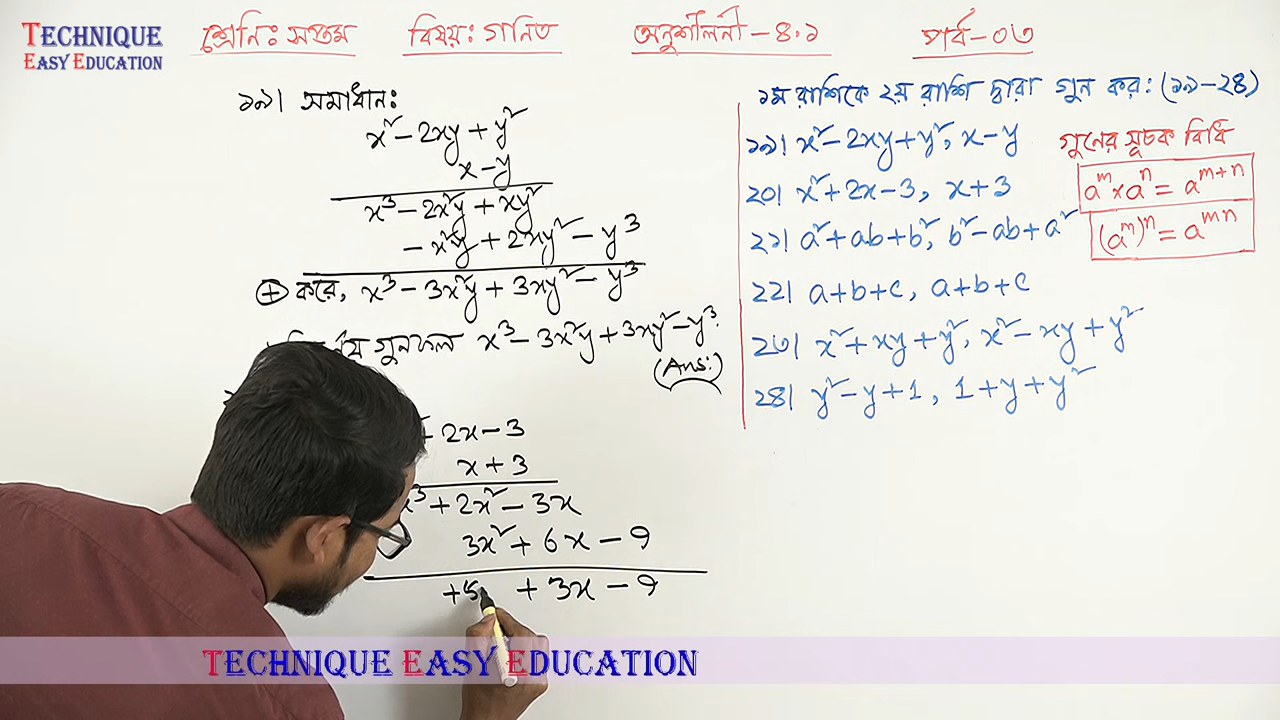 TECHNIQUE
EASY EDUCATION
শ্রেনিঃ সপ্তম বিষয়ঃ গনিত অনুশীলনী-৪.১ পার্ব-০৩
১৯। সমাধানঃ
x² - 2xy + y²
x - y
x³ - 2x²y + xy²
- x²y + 2xy² - y³
⊕ করে, x³ - 3x²y + 3xy² - y³
গুনফল x³ - 3x²y + 3xy² - y³.
(Ans:)
2x - 3
x + 3
x³ + 2x² - 3x
3x² + 6x - 9
+5 + 3x - 9
১ম রাশিকে ২য় রাশি দ্বারা গুন কর: (১৯-২৪)
১৯। x² - 2xy + y², x - y
২০। x² + 2x - 3, x + 3
২১। a² + ab + b², b² - ab + a²
২২। a + b + c, a + b + c
২৩। x² + xy + y², x² - xy + y²
২৪। y² - y + 1, 1 + y + y²
গুনের সূচক বিধি
aᵐ × aⁿ = aᵐ⁺ⁿ
(aᵐ)ⁿ = aᵐⁿ
TECHNIQUE EASY EDUCATION